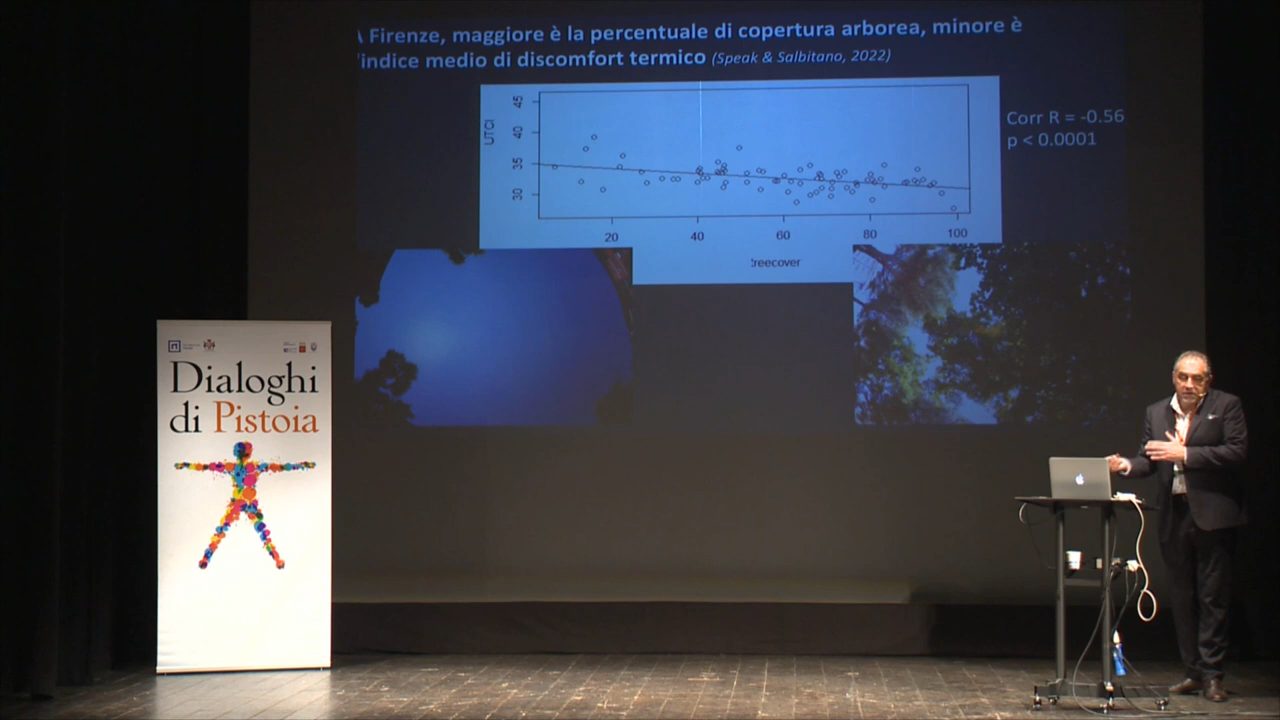 A Firenze, maggiore è la percentuale di copertura arborea, minore è
l'indice medio di discomfort termico (Speak & Salbitano, 2022)
Corr R = -0.56
p < 0.0001
UTCI
45
40
35
30
20
40
60
80
100
treecover
Dialoghi
di Pistoia